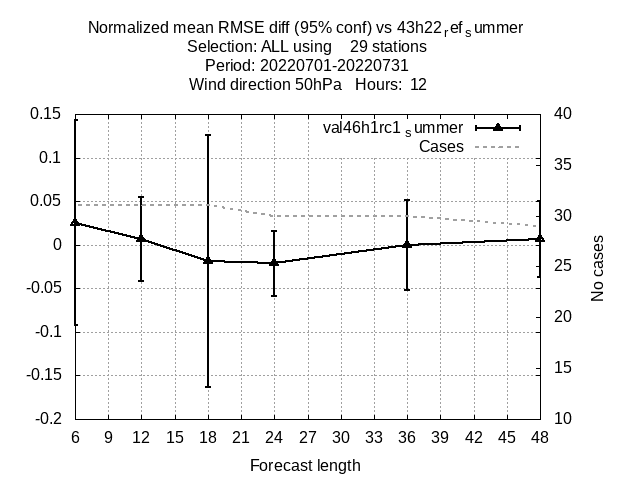 Normalized mean RMSE diff (95% conf) vs 43h22refsummer
Selection: ALL using 29 stations
Period: 20220701-20220731
Wind direction 50hPa Hours: 12
val46h1rc1summer
Cases
0.15
0.1
0.05
0
-0.05
-0.1
-0.15
-0.2
40
35
30
25
20
15
10
No cases
6 9 12 15 18 21 24 27 30 33 36 39 42 45 48
Forecast length